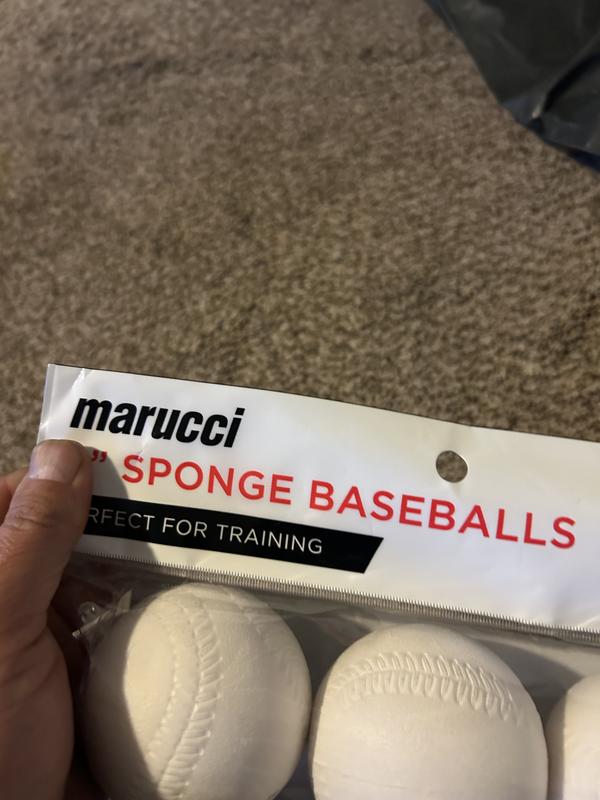 marucci
” SPONGE BASEBALLS
RFECT FOR TRAINING